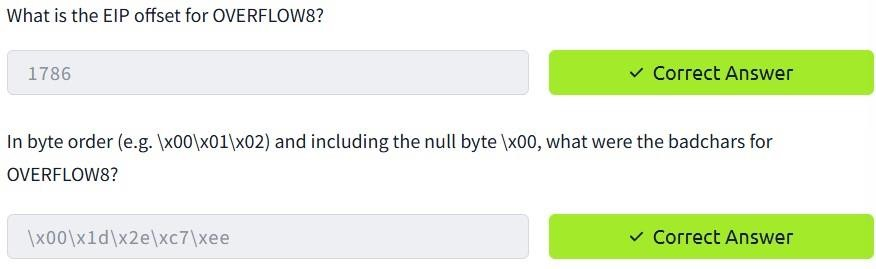 What is the EIP offset for OVERFLOW8?
1786
✓ Correct Answer
In byte order (e.g. \x00\x01\x02) and including the null byte \x00, what were the badchars for
OVERFLOW8?
\x00\x1d\x2e\xc7\xee
✓ Correct Answer